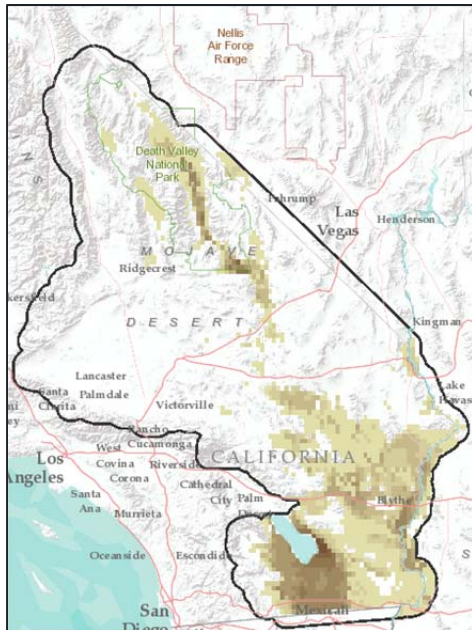 Nellis
Air Force
Range
Death Valley
National
Park
Las
Vegas
Henderson
M O J A V E
Ridgecrest
D E S E R T
Kingman
Lancaster
Palmdale
Victorville
Santa
Clarita
Lake
Rancho
Cucamonga
CALIFORNIA
Los
Angeles
West
Covina
Corona
Riverside
Cathedral
City
Palm
Blythe
Santa
Ana
Murrieta
Oceanside
Escondido
San
Diego
Mexicali